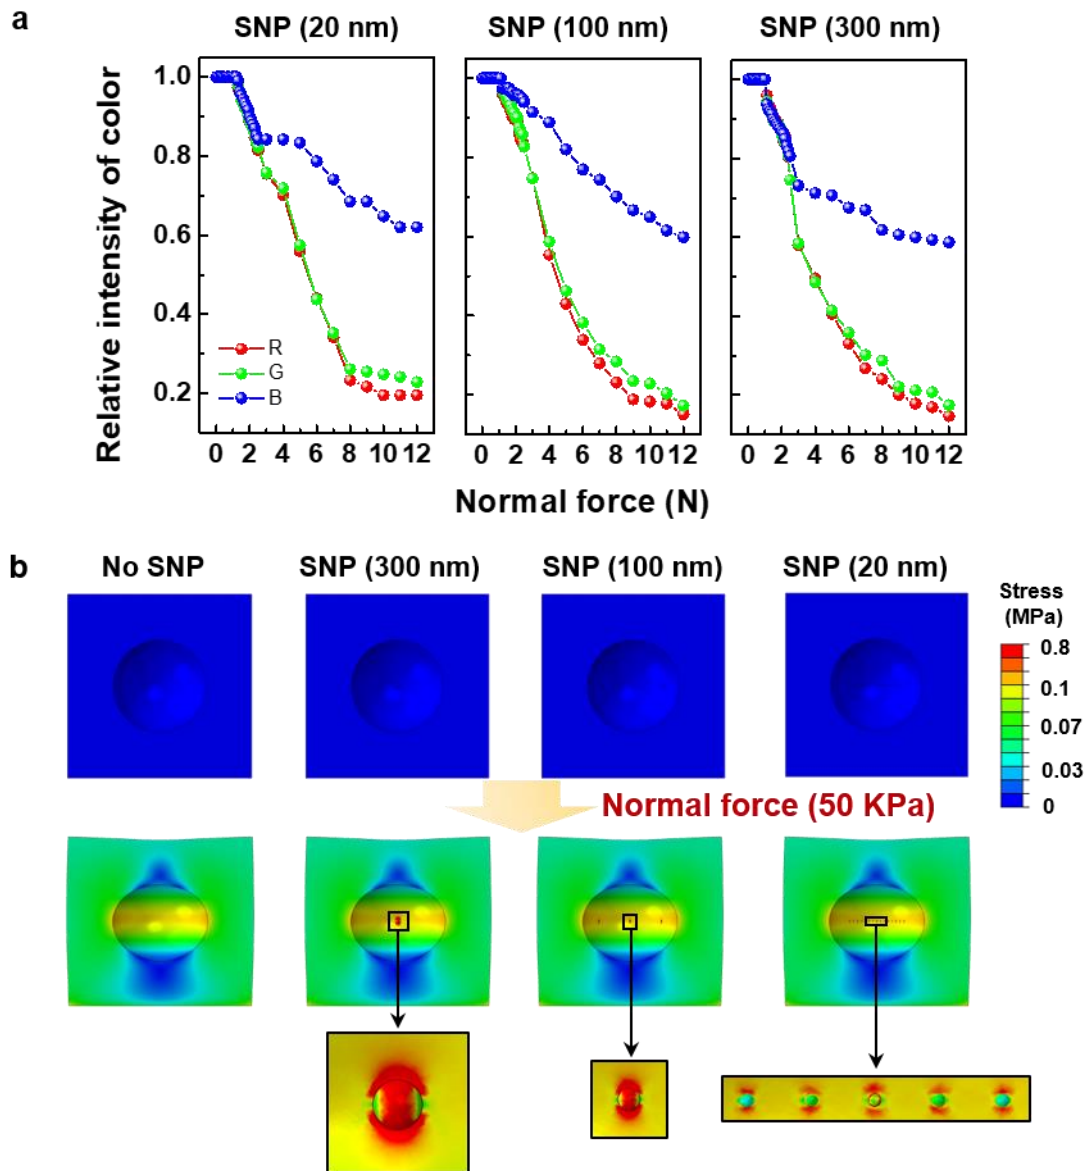 a
SNP (20 nm) SNP (100 nm) SNP (300 nm)
Relative intensity of color
1.0
0.8
0.6
0.4
0.2
R
G
B
0 2 4 6 8 10 12 0 2 4 6 8 10 12 0 2 4 6 8 10 12
Normal force (N)
b
No SNP SNP (300 nm) SNP (100 nm) SNP (20 nm)
Stress
(MPa)
0.8
0.1
0.07
0.03
0
Normal force (50 KPa)